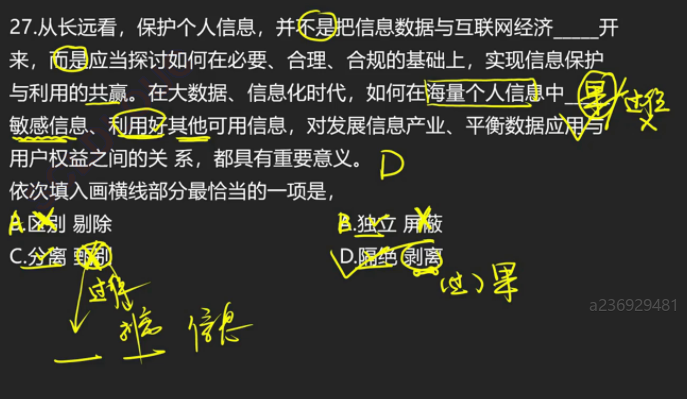 27.从长远看，保护个人信息，并不是把信息数据与互联网经济_____开
来，而是应当探讨如何在必要、合理、合规的基础上，实现信息保护
与利用的共赢。在大数据、信息化时代，如何在海量个人信息中_____ 果/过程
敏感信息、利用好其他可用信息，对发展信息产业、平衡数据应用与
用户权益之间的关 系，都具有重要意义。 D
依次填入画横线部分最恰当的一项是，
A.区别 剔除
B.独立 屏蔽
C.分离 甄别
D.隔绝 剥离
过程
(过)果
信息
a236929481